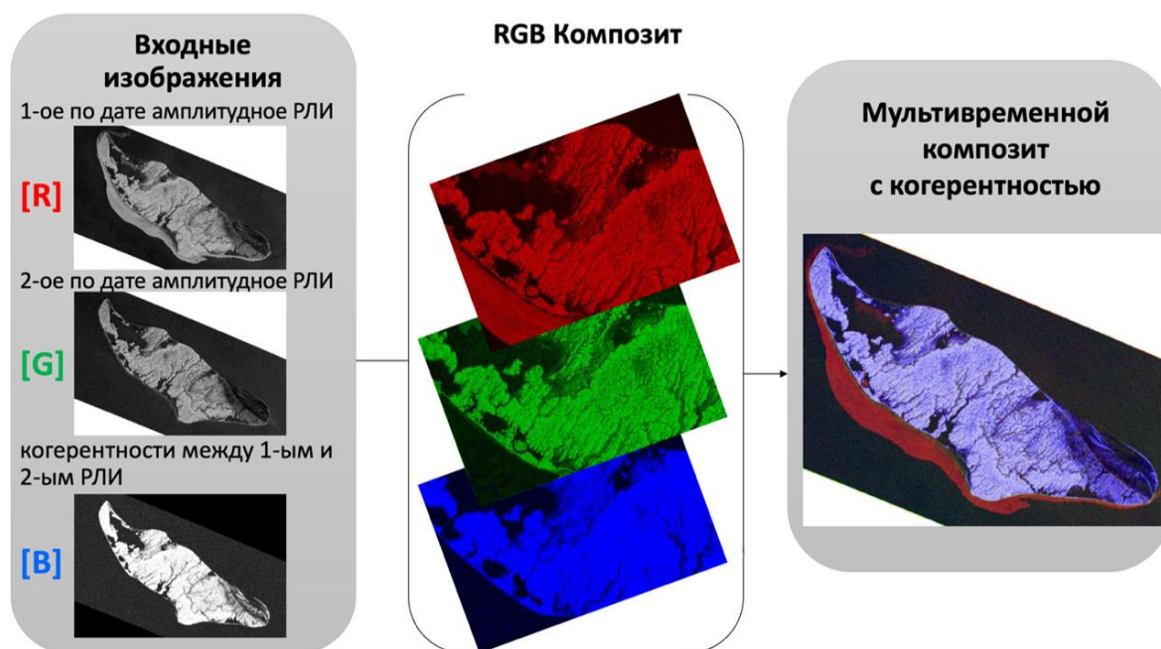 Входные
изображения
1-ое по дате амплитудное РЛИ
[R]
2-ое по дате амплитудное РЛИ
[G]
когерентности между 1-ым и
2-ым РЛИ
[B]
RGB Композит
Мультивременной
композит
с когерентностью